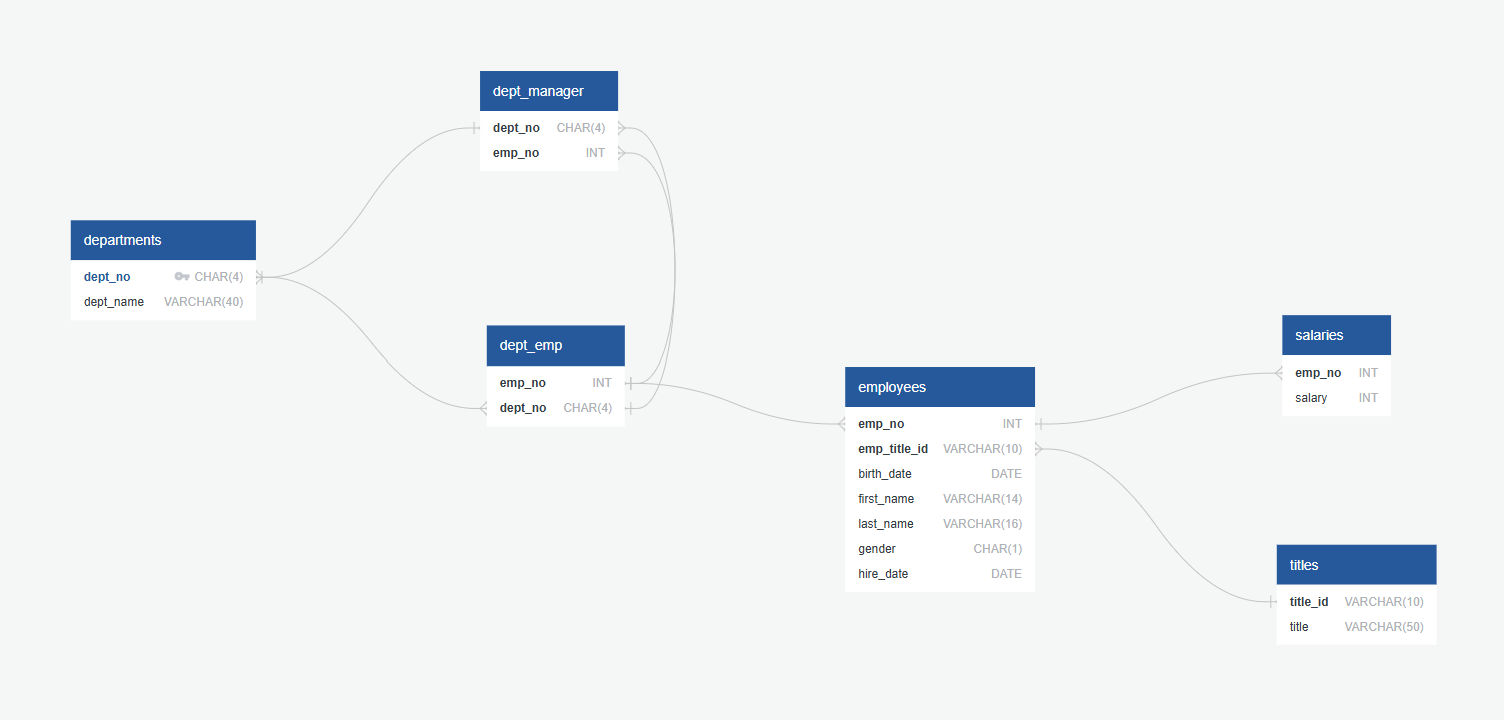 dept_manager
dept_no CHAR(4)
emp_no INT
departments
dept_no CHAR(4)
dept_name VARCHAR(40)
dept_emp
emp_no INT
dept_no CHAR(4)
employees
emp_no INT
emp_title_id VARCHAR(10)
birth_date DATE
first_name VARCHAR(14)
last_name VARCHAR(16)
gender CHAR(1)
hire_date DATE
salaries
emp_no INT
salary INT
titles
title_id VARCHAR(10)
title VARCHAR(50)